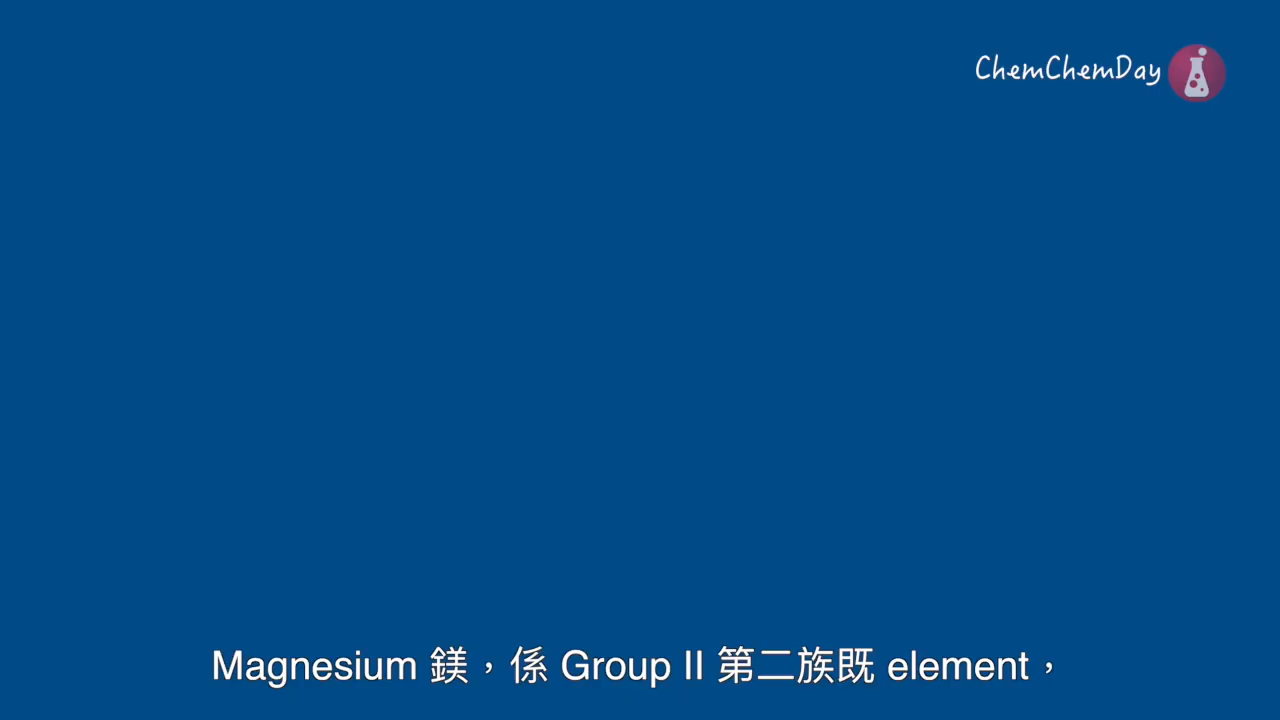 ChemChemDay
Magnesium 鎂，係 Group II 第二族既 element，